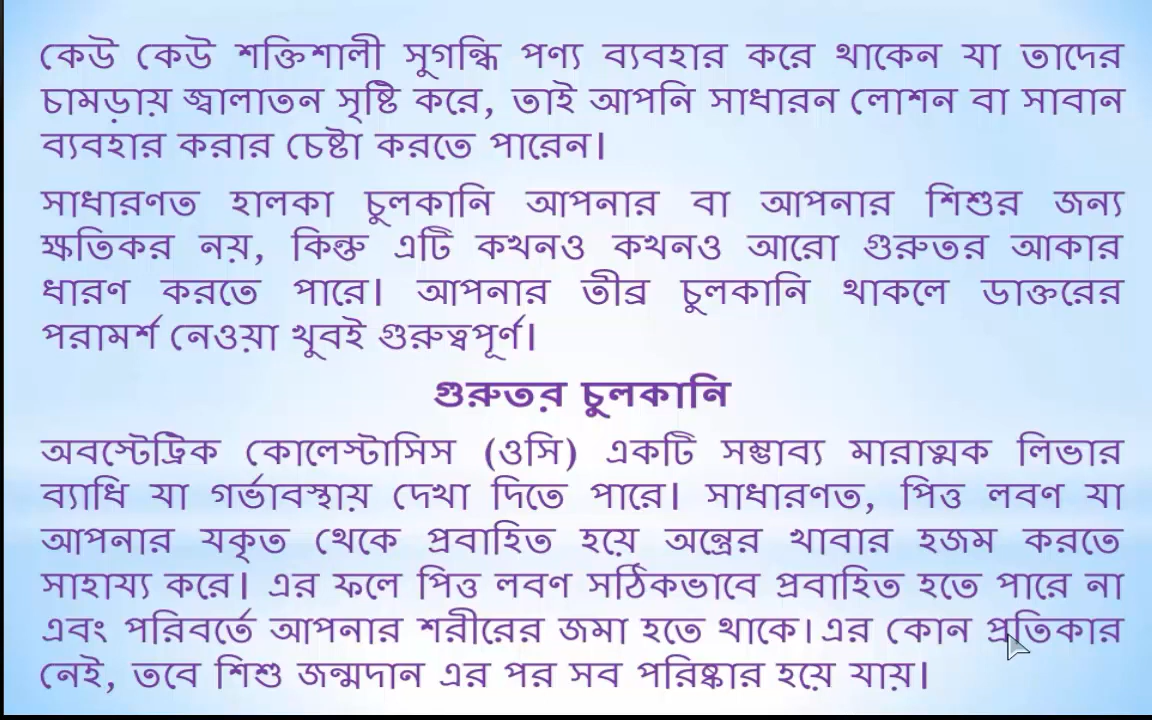 কেউ কেউ শক্তিশালী সুগন্ধি পণ্য ব্যবহার করে থাকেন যা তাদের
চামড়ায় জ্বালাতন সৃষ্টি করে, তাই আপনি সাধারন লোশন বা সাবান
ব্যবহার করার চেষ্টা করতে পারেন।
সাধারণত হালকা চুলকানি আপনার বা আপনার শিশুর জন্য
ক্ষতিকর নয়, কিন্তু এটি কখনও কখনও আরো গুরুতর আকার
ধারণ করতে পারে। আপনার তীব্র চুলকানি থাকলে ডাক্তরের
পরামর্শ নেওয়া খুবই গুরুত্বপূর্ণ।
গুরুতর চুলকানি
অবস্টেট্রিক কোলেস্টাসিস (ওসি) একটি সম্ভাব্য মারাত্মক লিভার
ব্যাধি যা গর্ভাবস্থায় দেখা দিতে পারে। সাধারণত, পিত্ত লবণ যা
আপনার যকৃত থেকে প্রবাহিত হয়ে অন্ত্রের খাবার হজম করতে
সাহায্য করে। এর ফলে পিত্ত লবণ সঠিকভাবে প্রবাহিত হতে পারে না
এবং পরিবর্তে আপনার শরীরের জমা হতে থাকে। এর কোন প্রতিকার
নেই, তবে শিশু জন্মদান এর পর সব পরিষ্কার হয়ে যায়।